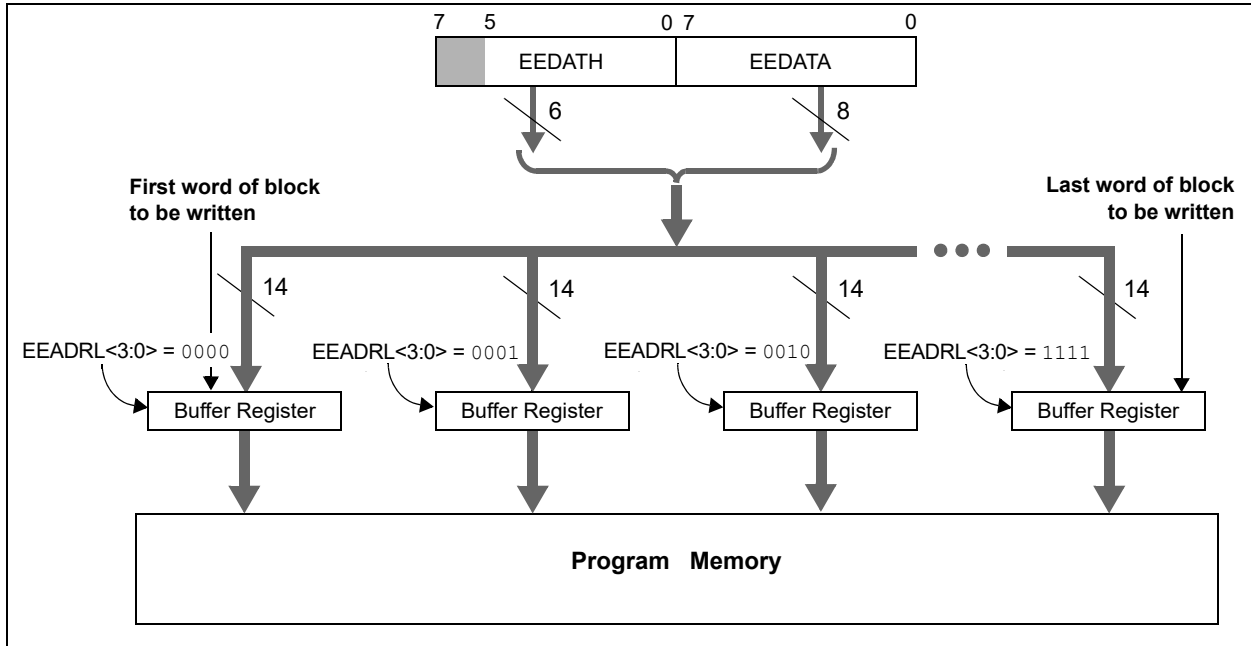 7 5 0 7 0
EEDATH EEDATA
6 8
First word of block
to be written
Last word of block
to be written
14 14 14 14
EEADRL<3:0> = 0000 EEADRL<3:0> = 0001 EEADRL<3:0> = 0010 EEADRL<3:0> = 1111
Buffer Register Buffer Register Buffer Register Buffer Register
Program Memory